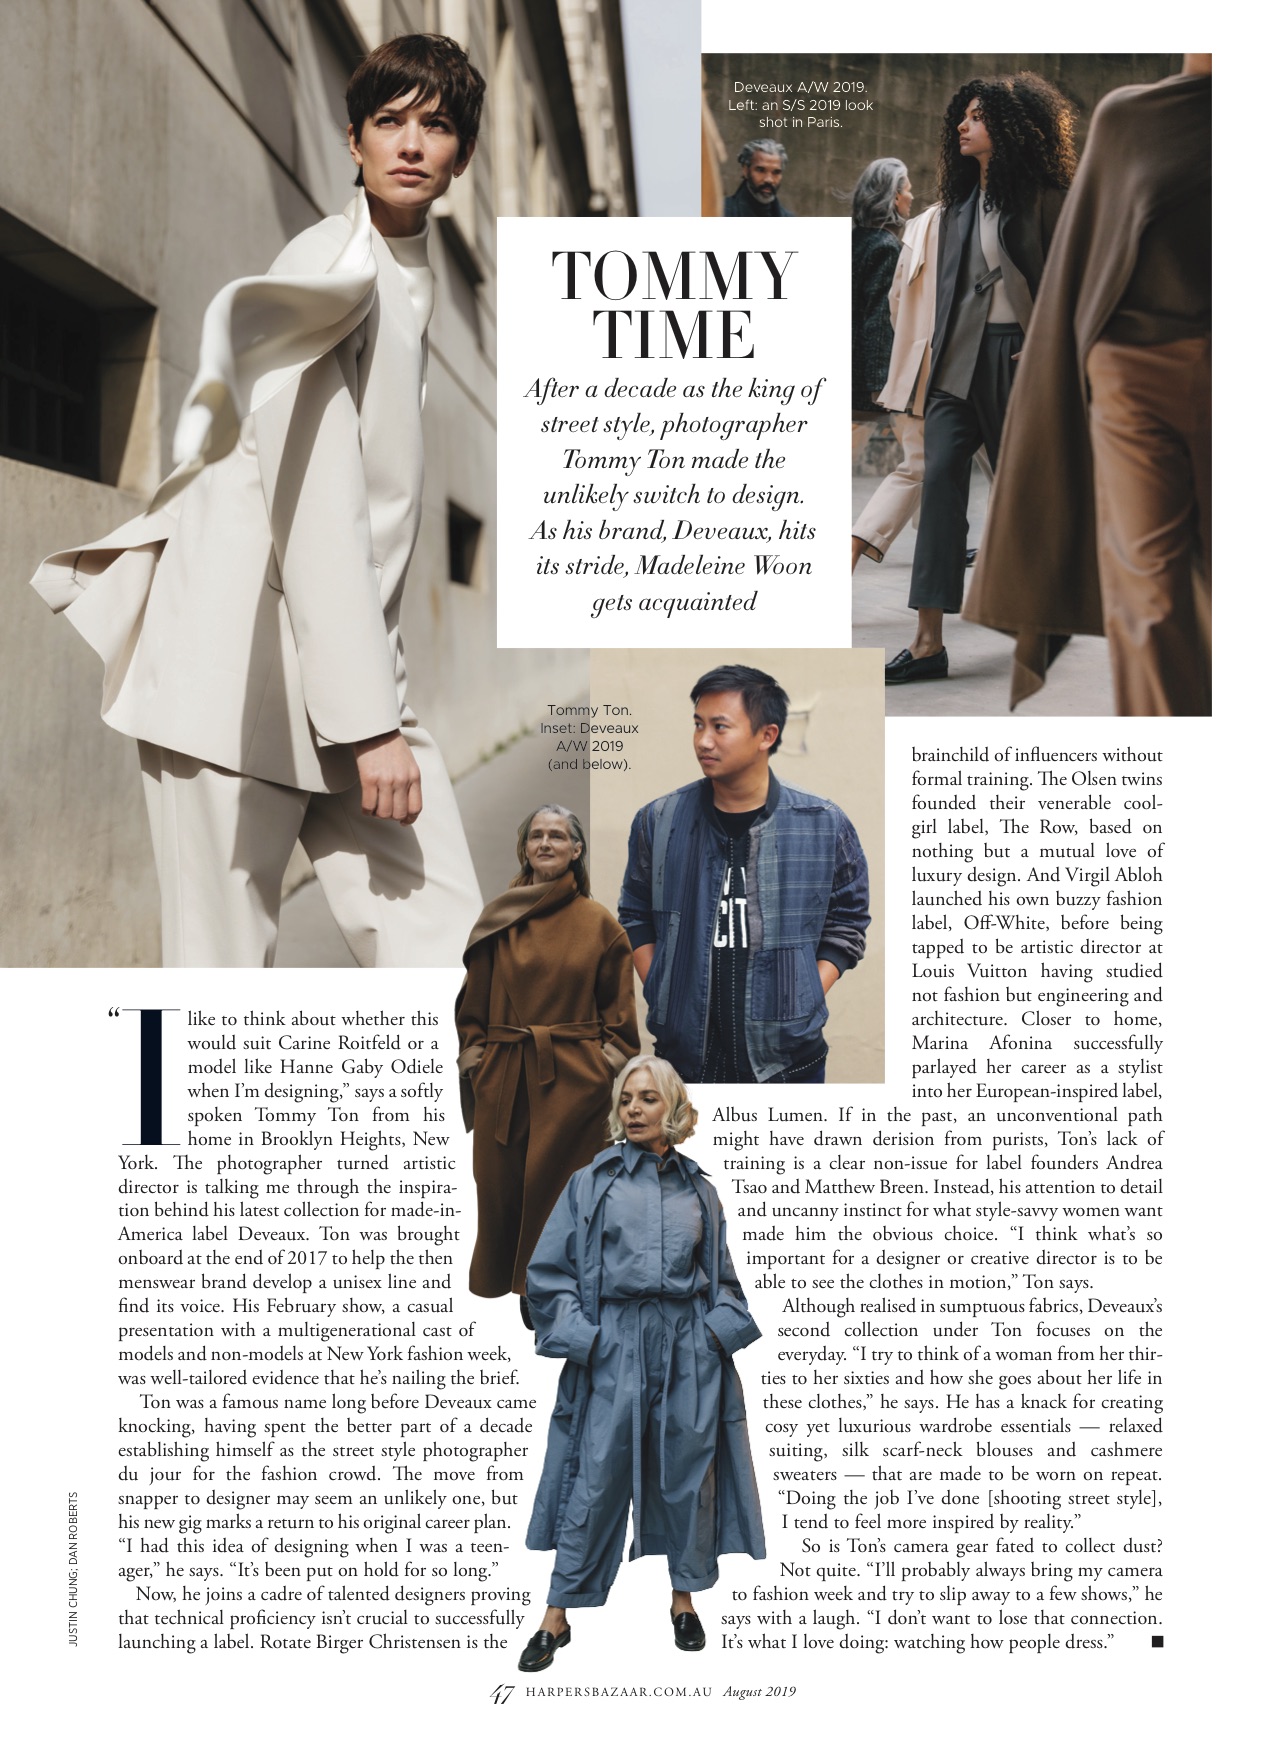 Deveaux A/W 2019.
Left: an S/S 2019 look
shot in Paris.
TOMMY
TIME
After a decade as the king of
street style, photographer
Tommy Ton made the
unlikely switch to design.
As his brand, Deveaux, hits
its stride, Madeleine Woon
gets acquainted
Tommy Ton.
Inset: Deveaux
A/W 2019
(and below).
CIT
“I like to think about whether this
would suit Carine Roitfeld or a
model like Hanne Gaby Odiele
when I’m designing,” says a softly
spoken Tommy Ton from his
home in Brooklyn Heights, New
York. The photographer turned artistic
director is talking me through the inspira-
tion behind his latest collection for made-in-
America label Deveaux. Ton was brought
onboard at the end of 2017 to help the then
menswear brand develop a unisex line and
find its voice. His February show, a casual
presentation with a multigenerational cast of
models and non-models at New York fashion week,
was well-tailored evidence that he’s nailing the brief.
Ton was a famous name long before Deveaux came
knocking, having spent the better part of a decade
establishing himself as the street style photographer
du jour for the fashion crowd. The move from
snapper to designer may seem an unlikely one, but
his new gig marks a return to his original career plan.
“I had this idea of designing when I was a teen-
ager,” he says. “It’s been put on hold for so long.”
Now, he joins a cadre of talented designers proving
that technical proficiency isn’t crucial to successfully
launching a label. Rotate Birger Christensen is the
brainchild of influencers without
formal training. The Olsen twins
founded their venerable cool-
girl label, The Row, based on
nothing but a mutual love of
luxury design. And Virgil Abloh
launched his own buzzy fashion
label, Off-White, before being
tapped to be artistic director at
Louis Vuitton having studied
not fashion but engineering and
architecture. Closer to home,
Marina Afonina successfully
parlayed her career as a stylist
into her European-inspired label,
Albus Lumen. If in the past, an unconventional path
might have drawn derision from purists, Ton’s lack of
training is a clear non-issue for label founders Andrea
Tsao and Matthew Breen. Instead, his attention to detail
and uncanny instinct for what style-savvy women want
made him the obvious choice. “I think what’s so
important for a designer or creative director is to be
able to see the clothes in motion,” Ton says.
Although realised in sumptuous fabrics, Deveaux’s
second collection under Ton focuses on the
everyday. “I try to think of a woman from her thir-
ties to her sixties and how she goes about her life in
these clothes,” he says. He has a knack for creating
cosy yet luxurious wardrobe essentials — relaxed
suiting, silk scarf-neck blouses and cashmere
sweaters — that are made to be worn on repeat.
“Doing the job I’ve done [shooting street style],
I tend to feel more inspired by reality.”
So is Ton’s camera gear fated to collect dust?
Not quite. “I’ll probably always bring my camera
to fashion week and try to slip away to a few shows,” he
says with a laugh. “I don’t want to lose that connection.
It’s what I love doing: watching how people dress.” ■
JUSTIN CHUNG; DAN ROBERTS
47 HARPERSBAZAAR.COM.AU August 2019